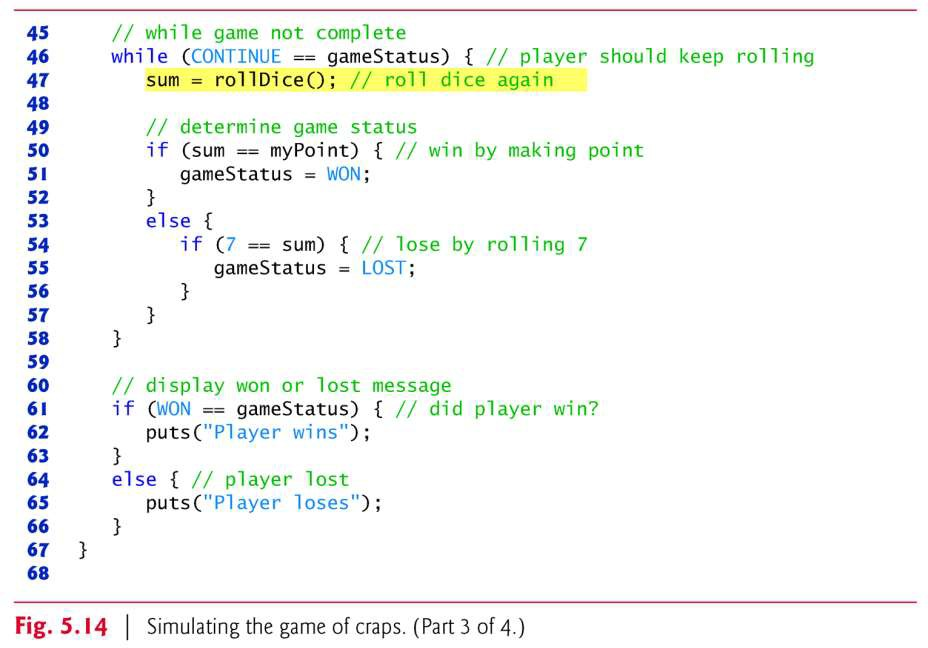 45 // while game not complete
46 while (CONTINUE == gameStatus) { // player should keep rolling
47 sum = rollDice(); // roll dice again
48
49 // determine game status
50 if (sum == myPoint) { // win by making point
51 gameStatus = WON;
52 }
53 else {
54 if (7 == sum) { // lose by rolling 7
55 gameStatus = LOST;
56 }
57 }
58 }
59
60 // display won or lost message
61 if (WON == gameStatus) { // did player win?
62 puts("Player wins");
63 }
64 else { // player lost
65 puts("Player loses");
66 }
67 }
68
Fig. 5.14 | Simulating the game of craps. (Part 3 of 4.)